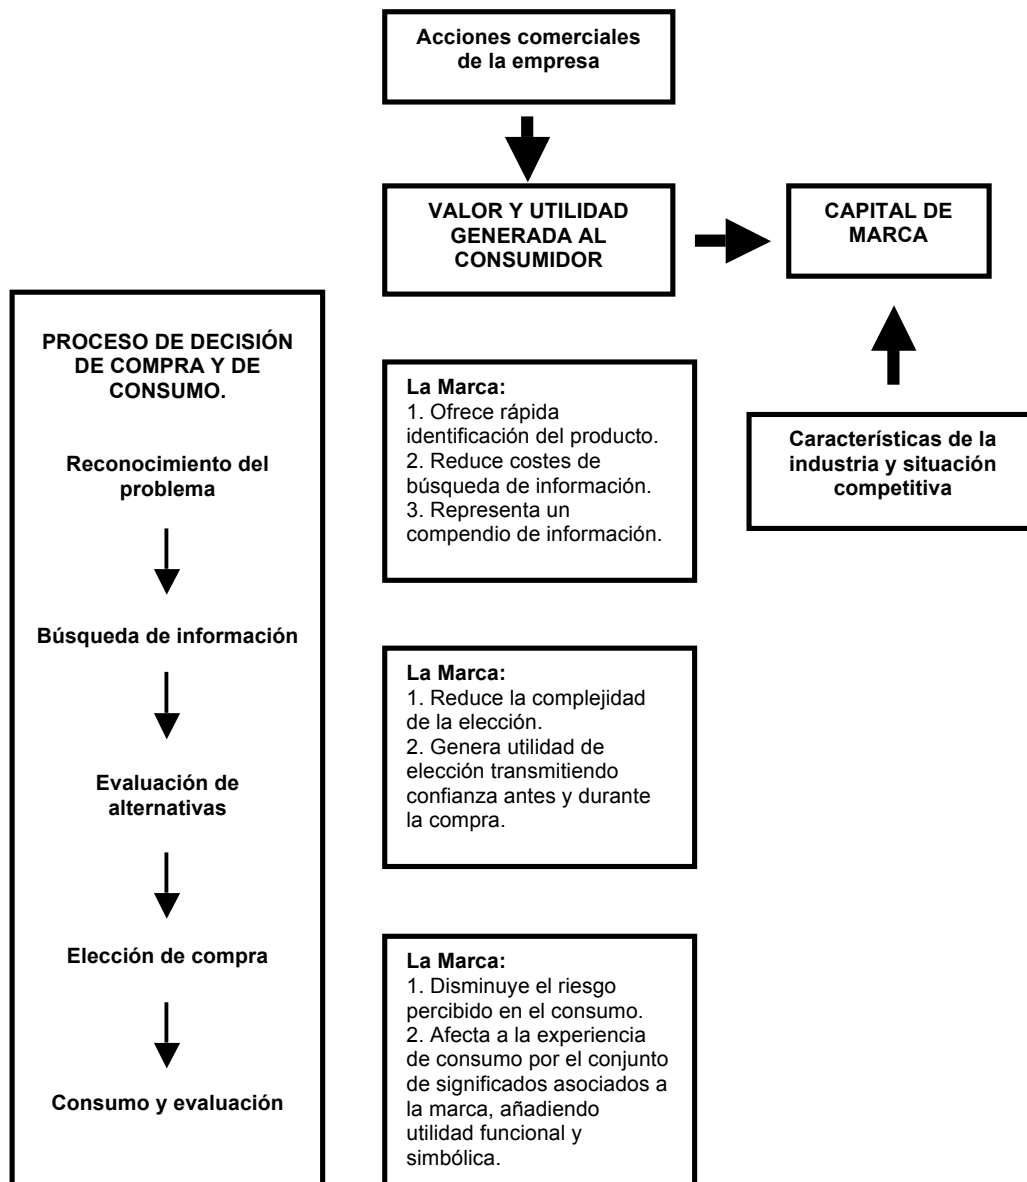 Acciones comerciales
de la empresa
VALOR Y UTILIDAD
GENERADA AL
CONSUMIDOR
CAPITAL DE
MARCA
PROCESO DE DECISIÓN
DE COMPRA Y DE
CONSUMO.
Reconocimiento del
problema
Búsqueda de información
Evaluación de
alternativas
Elección de compra
Consumo y evaluación
La Marca:
1. Ofrece rápida
identificación del producto.
2. Reduce costes de
búsqueda de información.
3. Representa un
compendio de información.
Características de la
industria y situación
competitiva
La Marca:
1. Reduce la complejidad
de la elección.
2. Genera utilidad de
elección transmitiendo
confianza antes y durante
la compra.
La Marca:
1. Disminuye el riesgo
percibido en el consumo.
2. Afecta a la experiencia
de consumo por el conjunto
de significados asociados a
la marca, añadiendo
utilidad funcional y
simbólica.